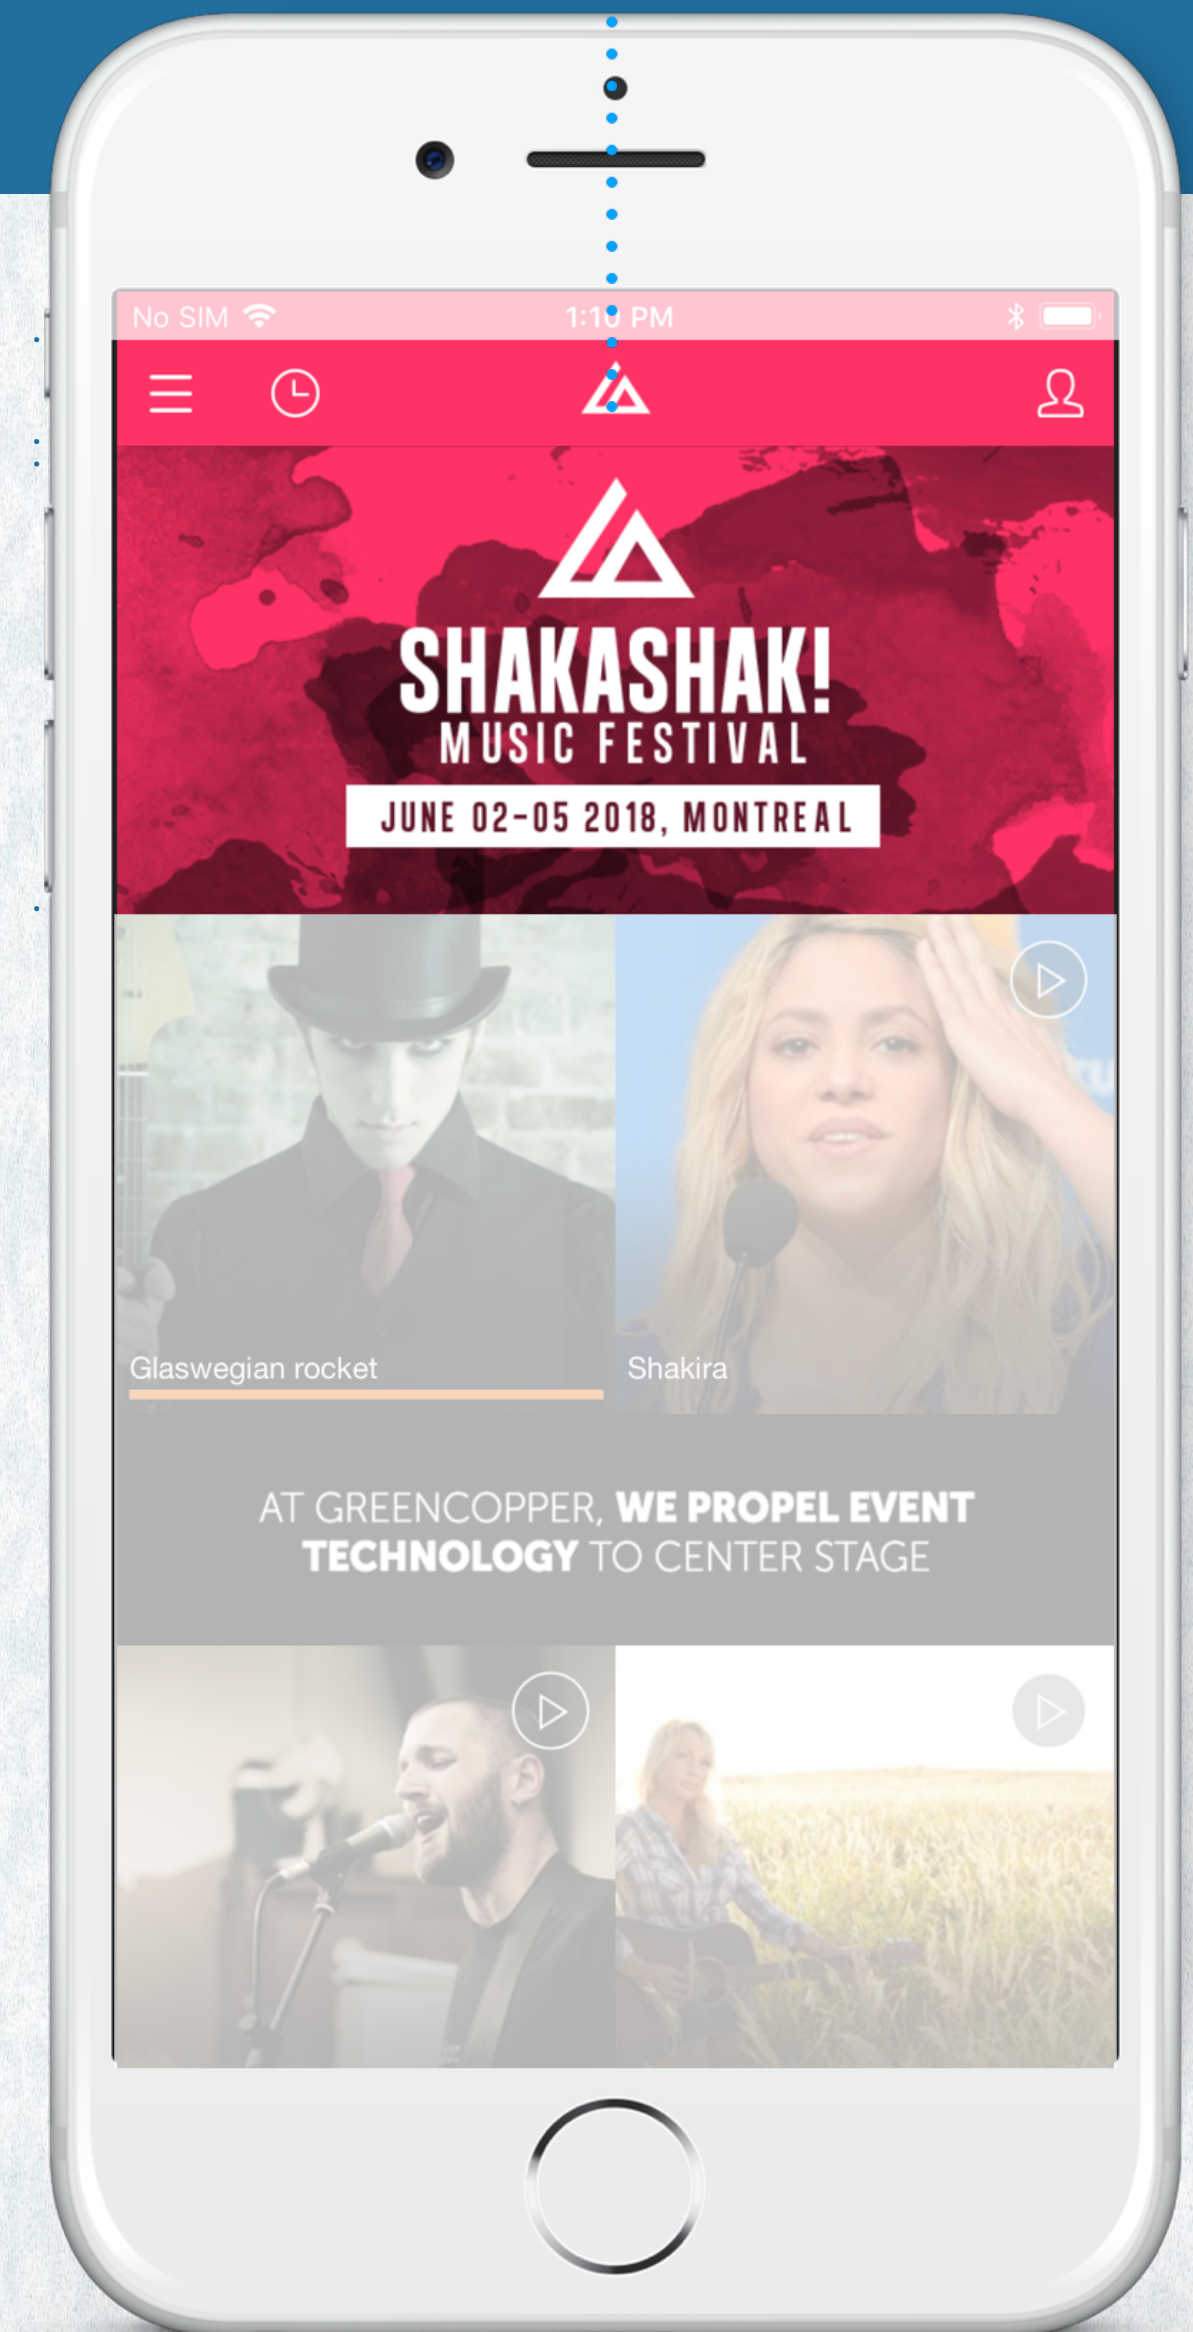 No SIM 1:10 PM
SHAKASHAK!
MUSIC FESTIVAL
JUNE 02-05 2018, MONTREAL
Glaswegian rocket
Shakira
AT GREENCOPPER, WE PROPEL EVENT
TECHNOLOGY TO CENTER STAGE